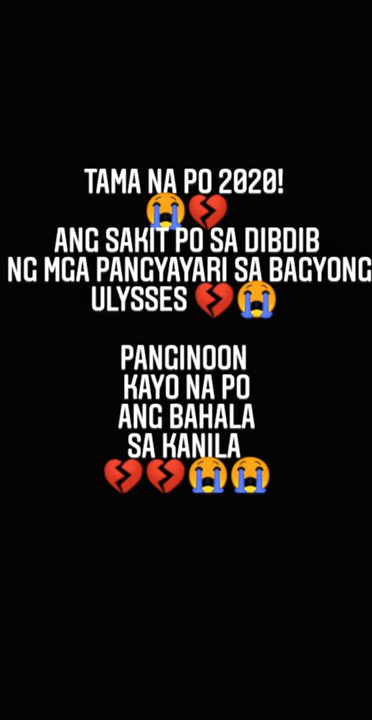 TAMA NA PO 2020!
😭💔
ANG SAKIT PO SA DIBDIB
NG MGA PANGYAYARI SA BAGYONG
ULYSSES 💔😭
PANGINOON
KAYO NA PO
ANG BAHALA
SA KANILA
💔💔😭😭